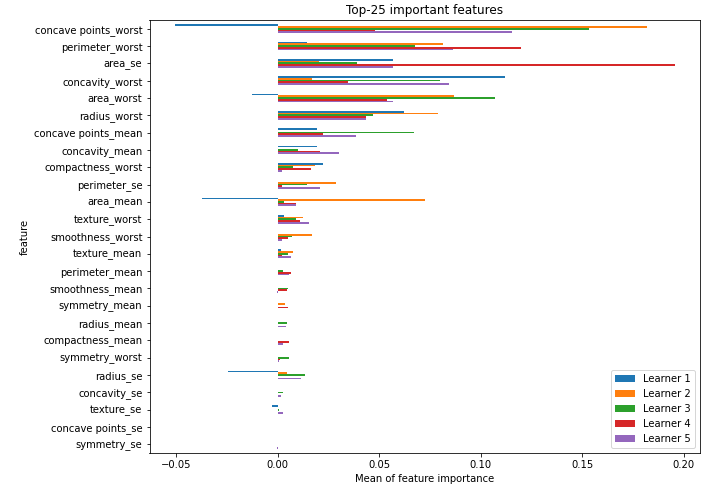 Top-25 important features
concave points_worst
perimeter_worst
area_se
concavity_worst
area_worst
radius_worst
concave points_mean
concavity_mean
compactness_worst
perimeter_se
area_mean
texture_worst
smoothness_worst
texture_mean
perimeter_mean
smoothness_mean
symmetry_mean
radius_mean
compactness_mean
symmetry_worst
radius_se
concavity_se
texture_se
concave points_se
symmetry_se
feature
Learner 1
Learner 2
Learner 3
Learner 4
Learner 5
−0.05 0.00 0.05 0.10 0.15 0.20
Mean of feature importance